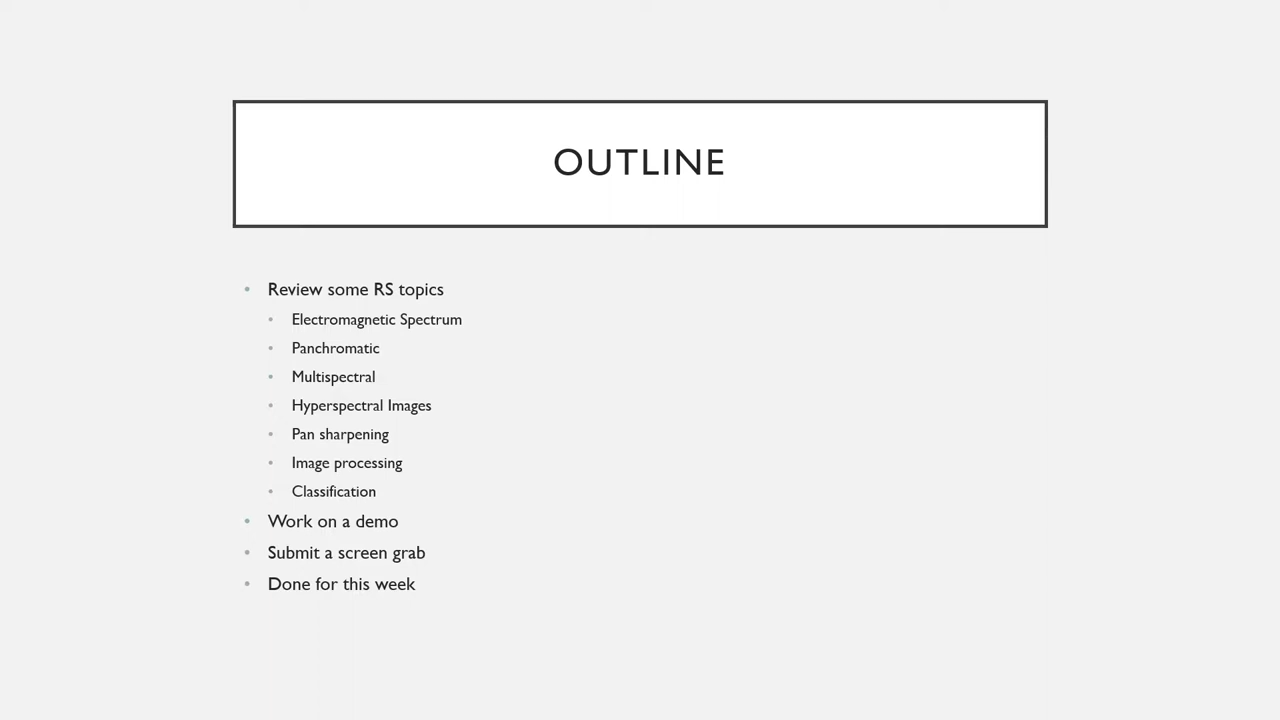 OUTLINE
• Review some RS topics
• Electromagnetic Spectrum
• Panchromatic
• Multispectral
• Hyperspectral Images
• Pan sharpening
• Image processing
• Classification
• Work on a demo
• Submit a screen grab
• Done for this week